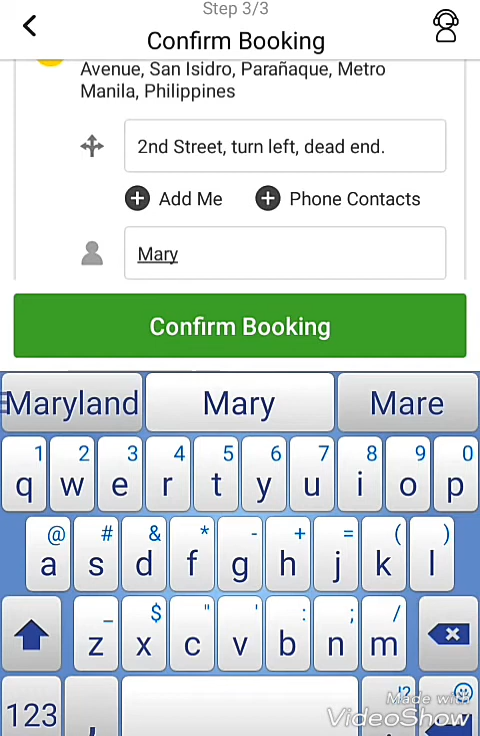 Step 3/3
Confirm Booking
Avenue, San Isidro, Parañaque, Metro
Manila, Philippines
2nd Street, turn left, dead end.
Add Me Phone Contacts
Mary
Confirm Booking
Maryland Mary Mare
1 2 3 4 5 6 7 8 9 0
q w e r t y u i o p
@ # & * - + = ( )
a s d f g h j k l
_ $ " ' : ; /
z x c v b n m
!?
123 , .
Made with
VideoShow